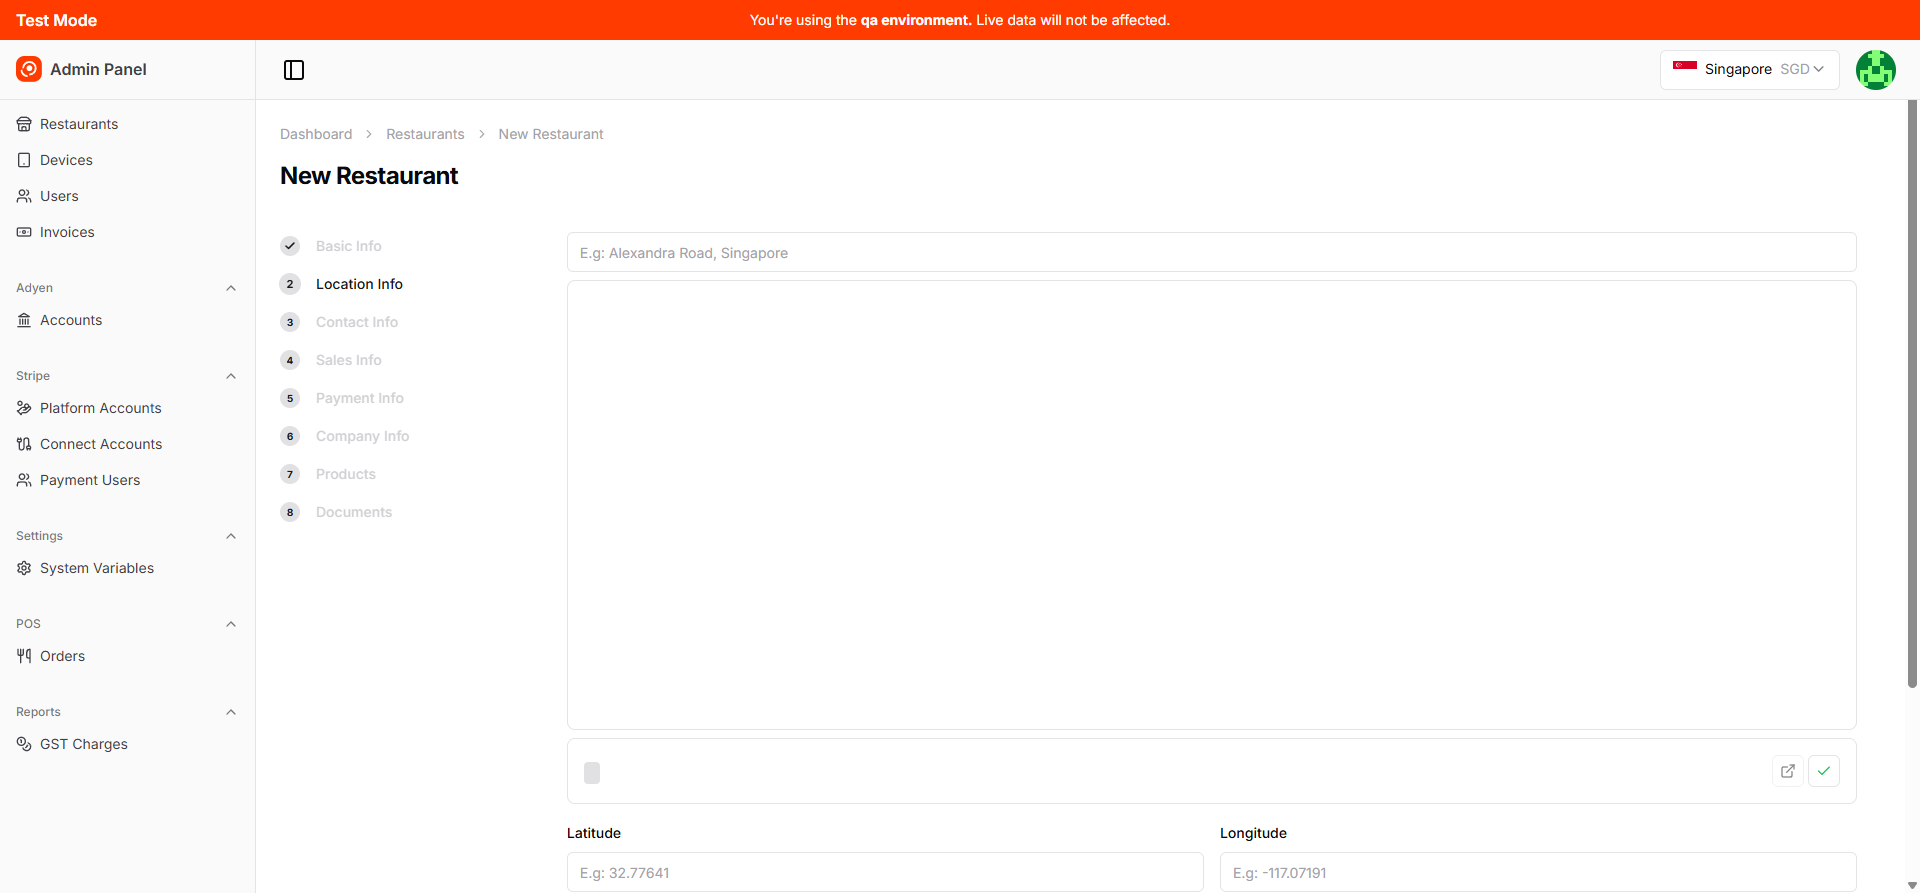 Test Mode
You're using the qa environment. Live data will not be affected.
Admin Panel
Singapore SGD
Restaurants
Devices
Users
Invoices
Adyen
Accounts
Stripe
Platform Accounts
Connect Accounts
Payment Users
Settings
System Variables
POS
Orders
Reports
GST Charges
Dashboard > Restaurants > New Restaurant
New Restaurant
Basic Info
2 Location Info
3 Contact Info
4 Sales Info
5 Payment Info
6 Company Info
7 Products
8 Documents
E.g: Alexandra Road, Singapore
Latitude
E.g: 32.77641
Longitude
E.g: -117.07191